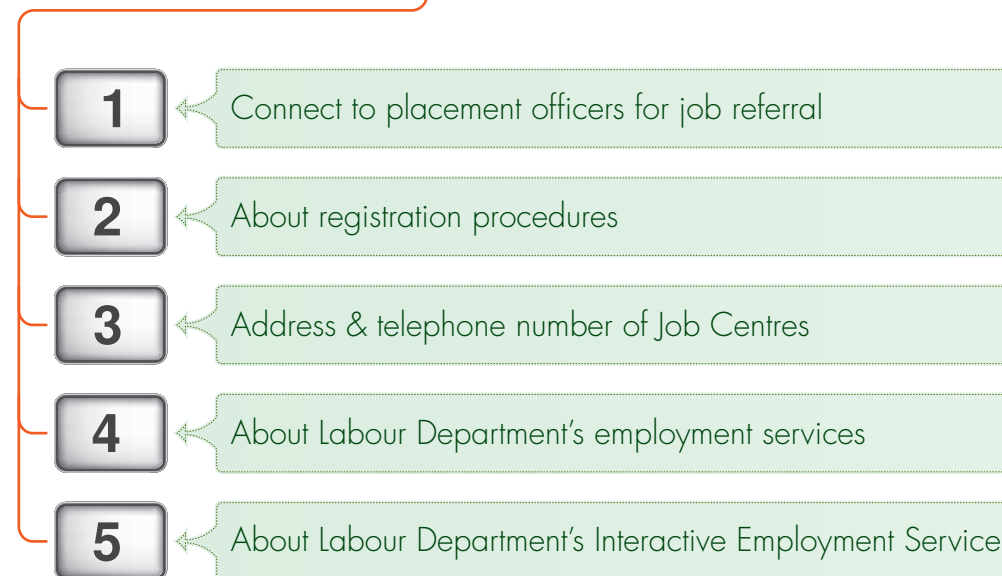 1 Connect to placement officers for job referral
2 About registration procedures
3 Address & telephone number of Job Centres
4 About Labour Department's employment services
5 About Labour Department's Interactive Employment Service